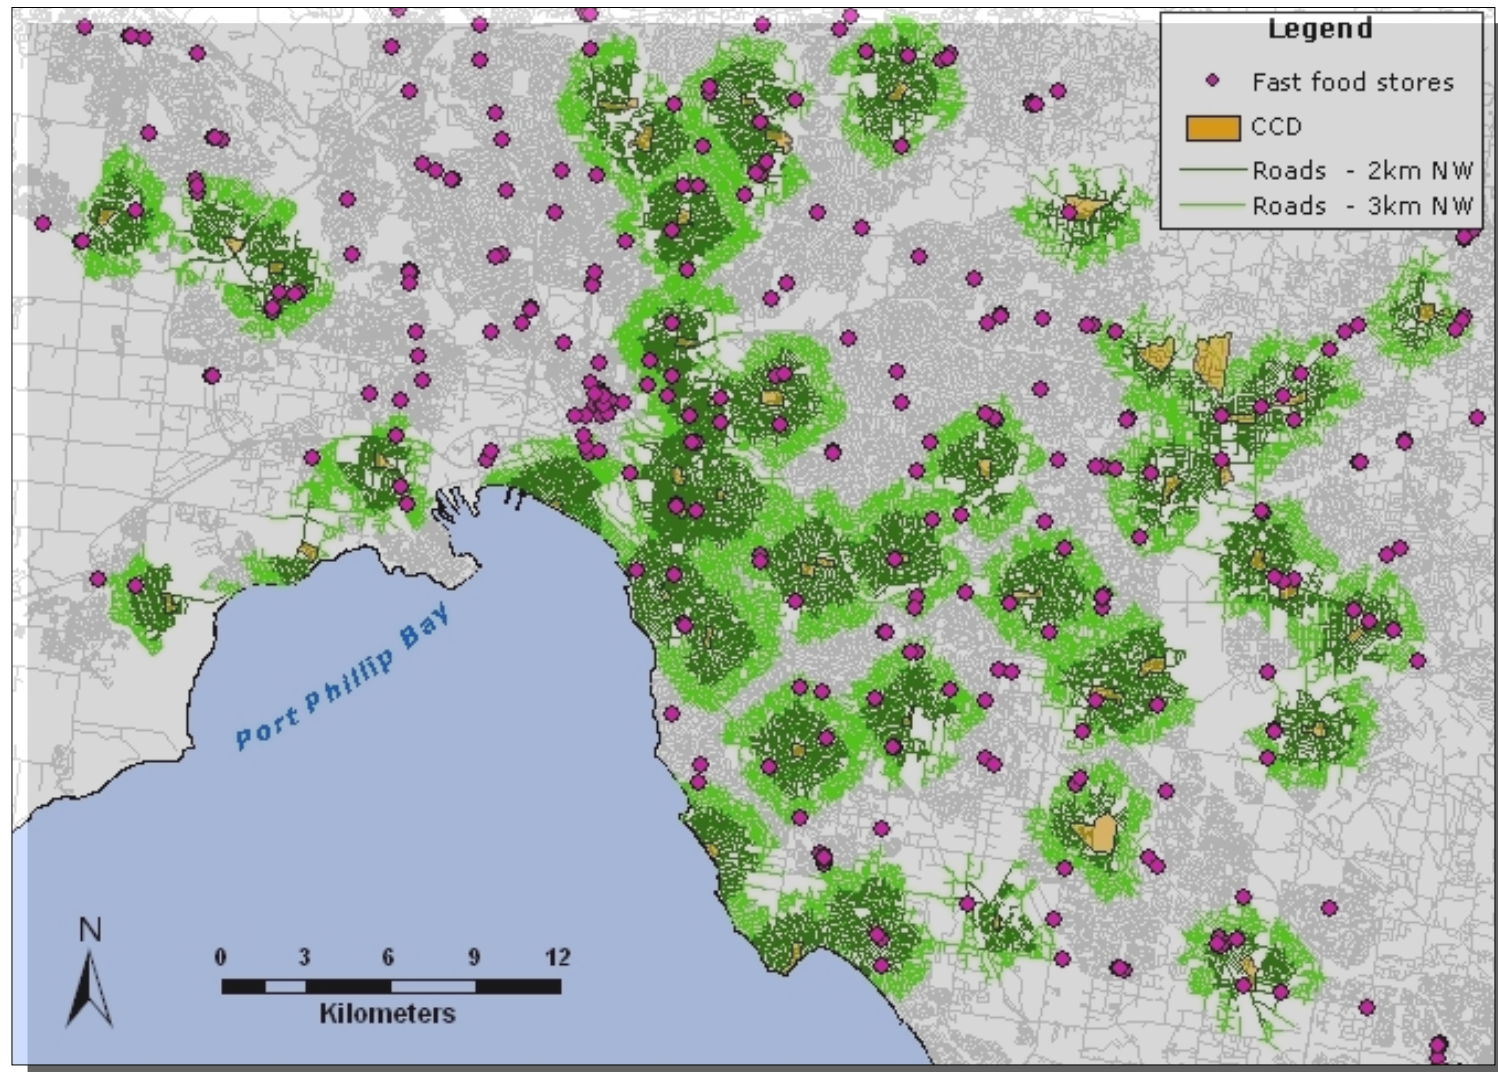 Legend
Fast food stores
CCD
Roads - 2km NW
Roads - 3km NW
Port Phillip Bay
N
0 3 6 9 12
Kilometers